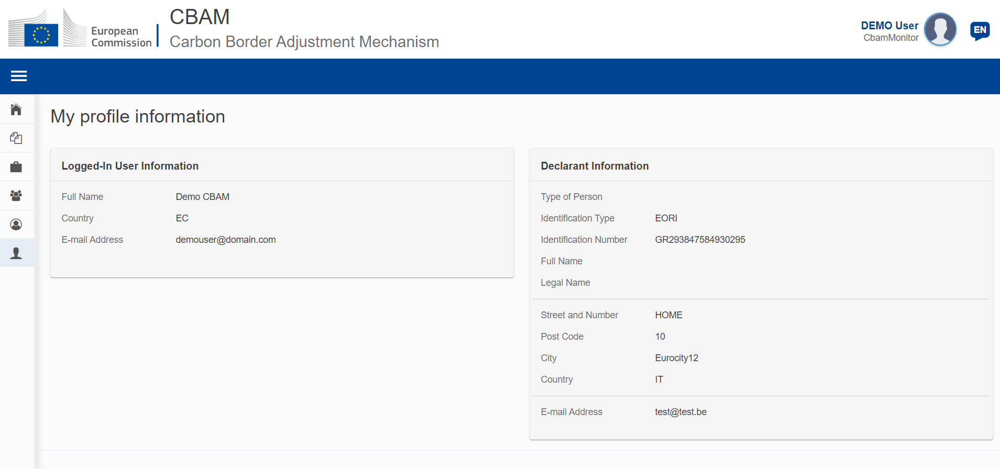 European
Commission
CBAM
Carbon Border Adjustment Mechanism
DEMO User
CbamMonitor
EN
My profile information
Logged-In User Information
Full Name Demo CBAM
Country EC
E-mail Address demouser@domain.com
Declarant Information
Type of Person
Identification Type EORI
Identification Number GR293847584930295
Full Name
Legal Name
Street and Number HOME
Post Code 10
City Eurocity12
Country IT
E-mail Address test@test.be